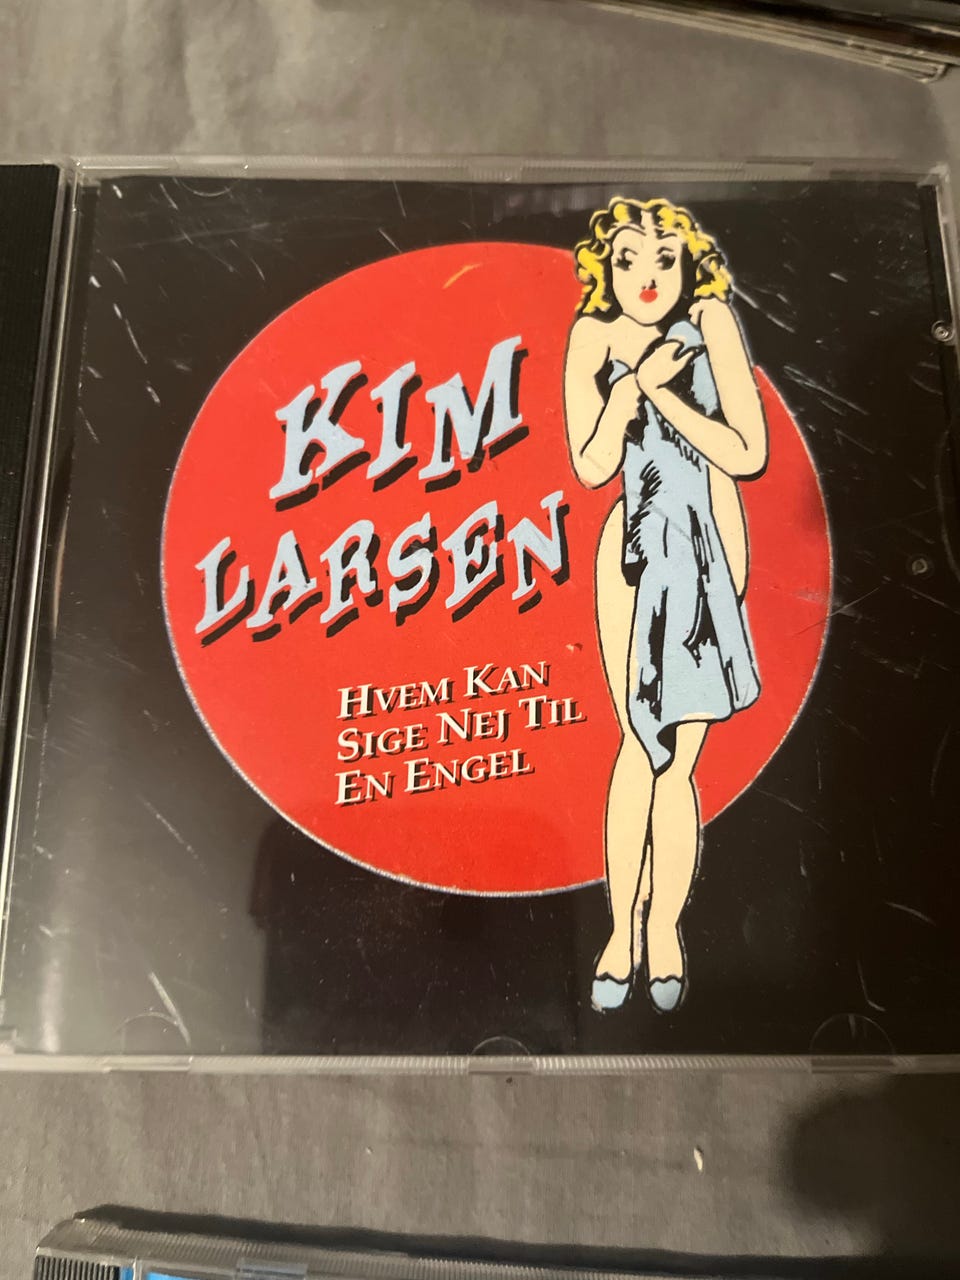 KIM
LARSEN
HVEM KAN
SIGE NEJ TIL
EN ENGEL